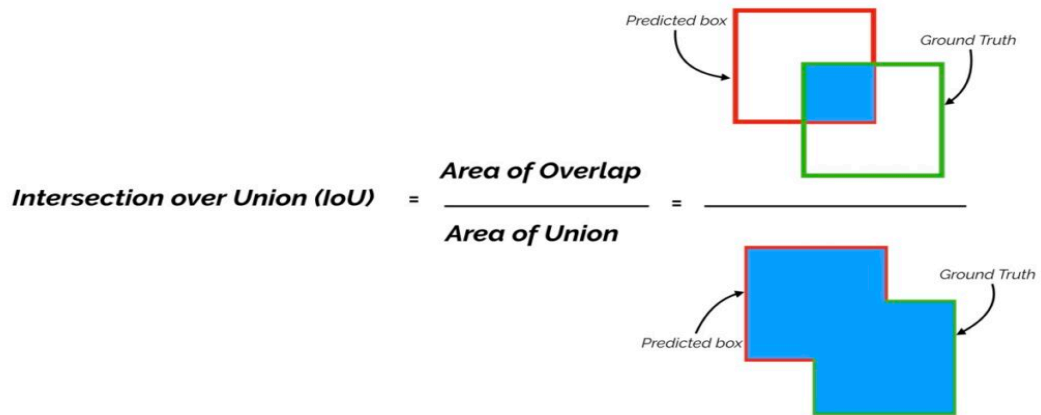 Predicted box
Ground Truth
Intersection over Union (IoU) = Area of Overlap =
Area of Union
Ground Truth
Predicted box